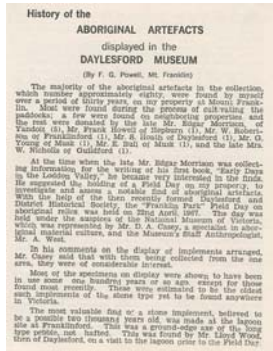 History of the
ABORIGINAL ARTEFACTS
displayed in the
DAYLESFORD MUSEUM
(By F. G. Powell, Mt. Franklin)
The majority of the aboriginal artefacts in the collection,
which number approximately eighty, were found by myself
over a period of thirty years, on my property at Mount Frank-
lin. Most were found during the process of cultivating the
paddocks; a few were found on neighboring properties and
the rest were donated by the late Mr. Edgar Morrison, of
Yandoit (5), Mr. Frank Powell of Hepburn (1), Mr. W. Robert-
son of Franklinford (1), Mr. B. Houly of Daylesford (1), Mr. O.
Young of Musk (1), Mr. E. Bull of Musk (1), and the late Mrs.
W. Nicholls of Guildford (1).
At the time when the late Mr. Edgar Morrison was collect-
ing information for the writing of his first book, "Early Days
in the Loddon Valley," he became very interested in the finds.
He suggested the holding of a Field Day on my property, to
investigate and assess a notable find of aboriginal artefacts.
With the help of the then recently formed Daylesford and
District Historical Society, the "Franklin Park" Field Day on
aboriginal relics was held on 22nd April, 1967. The day was
held under the auspices of the National Museum of Victoria,
which was represented by Mr. D. A. Casey, a specialist in abor-
iginal material culture, and the Museum's Staff Anthropologist,
Mr. A. West.
In his comments on the display of implements arranged,
Mr. Casey said that with them being collected from the one
area, they were of considerable interest.
Most of the specimens on display were shown to have been
in use some one hundred years or so ago, except for those
found most recently. These were estimated to be the oldest
such implements of the stone type yet to be found anywhere
in Victoria.
The most valuable find or a stone implement, believed to
be a possible two thousand years old, was made at the lagoon
site at Franklinford. This was a ground-edge axe of the long
type pebble, not hafted. This was found by Mr. Lloyd Wood,
then of Daylesford, on a visit to the lagoon prior to the Field Day.